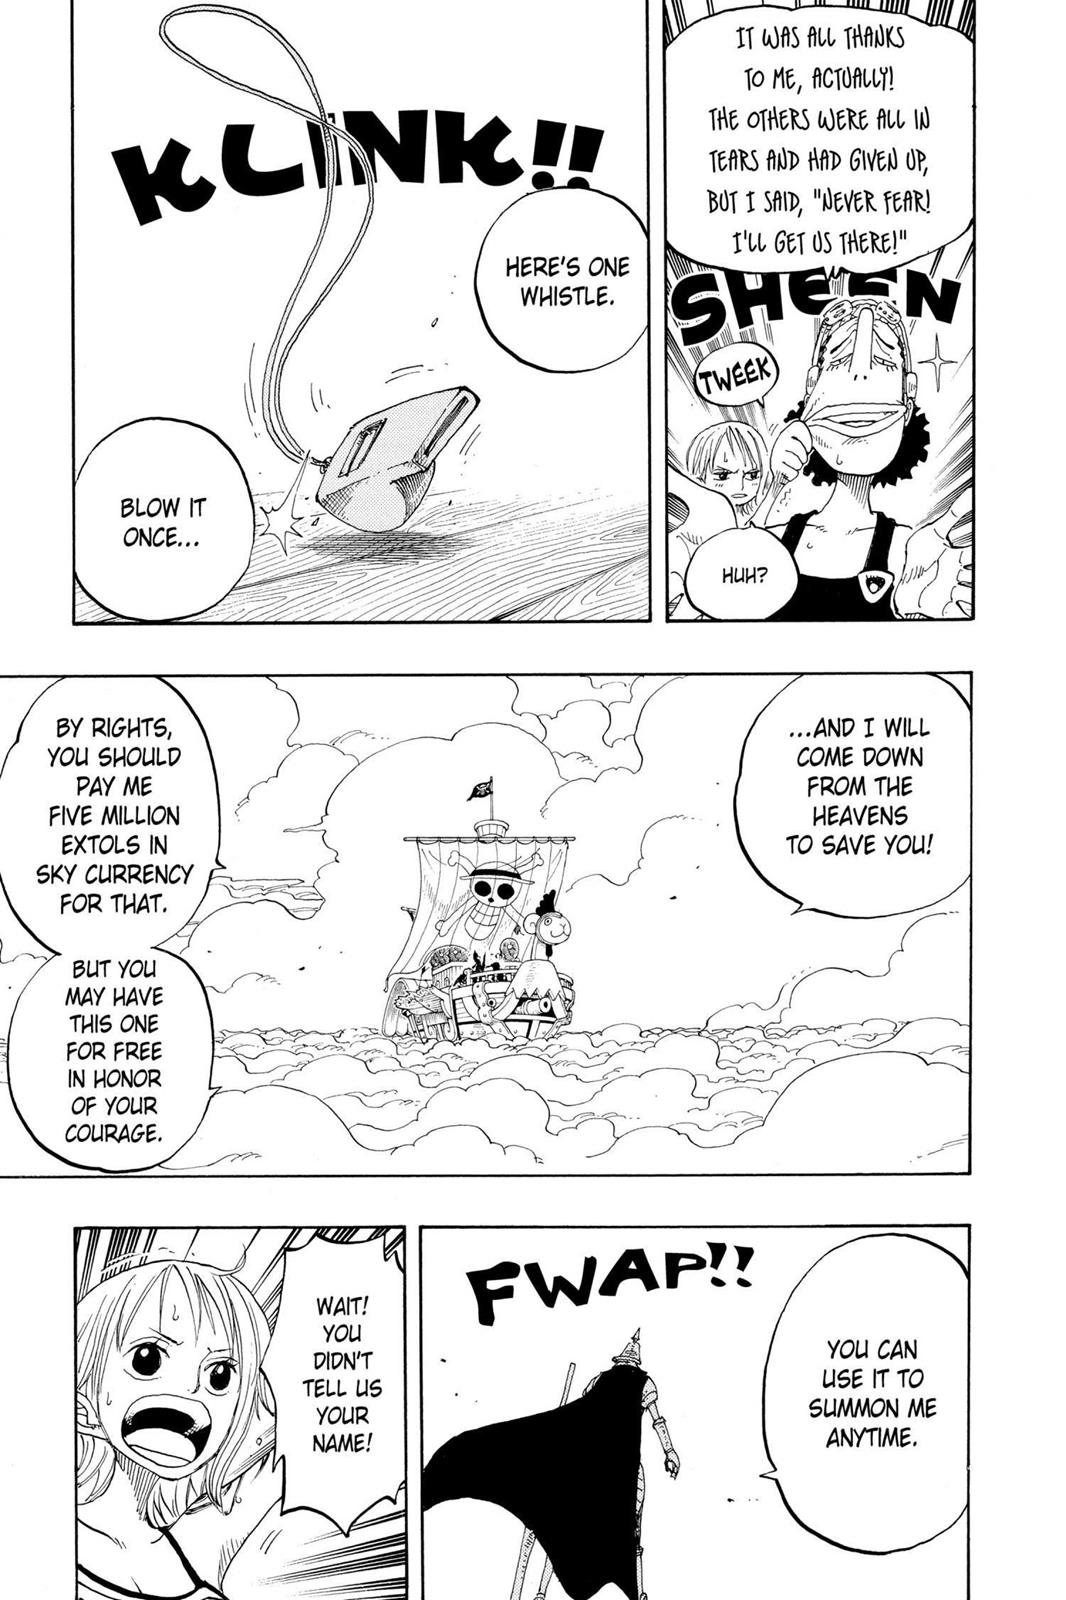 IT WAS ALL THANKS
TO ME, ACTUALLY!
THE OTHERS WERE ALL IN
TEARS AND HAD GIVEN UP,
BUT I SAID, "NEVER FEAR!
I'LL GET US THERE!"
SHEEN
TWEEK
HUH?
KLINK!!
HERE'S ONE
WHISTLE.
BLOW IT
ONCE...
...AND I WILL
COME DOWN
FROM THE
HEAVENS
TO SAVE YOU!
BY RIGHTS,
YOU SHOULD
PAY ME
FIVE MILLION
EXTOLS IN
SKY CURRENCY
FOR THAT.
BUT YOU
MAY HAVE
THIS ONE
FOR FREE
IN HONOR
OF YOUR
COURAGE.
FWAP!!
YOU CAN
USE IT TO
SUMMON ME
ANYTIME.
WAIT!
YOU
DIDN'T
TELL US
YOUR
NAME!